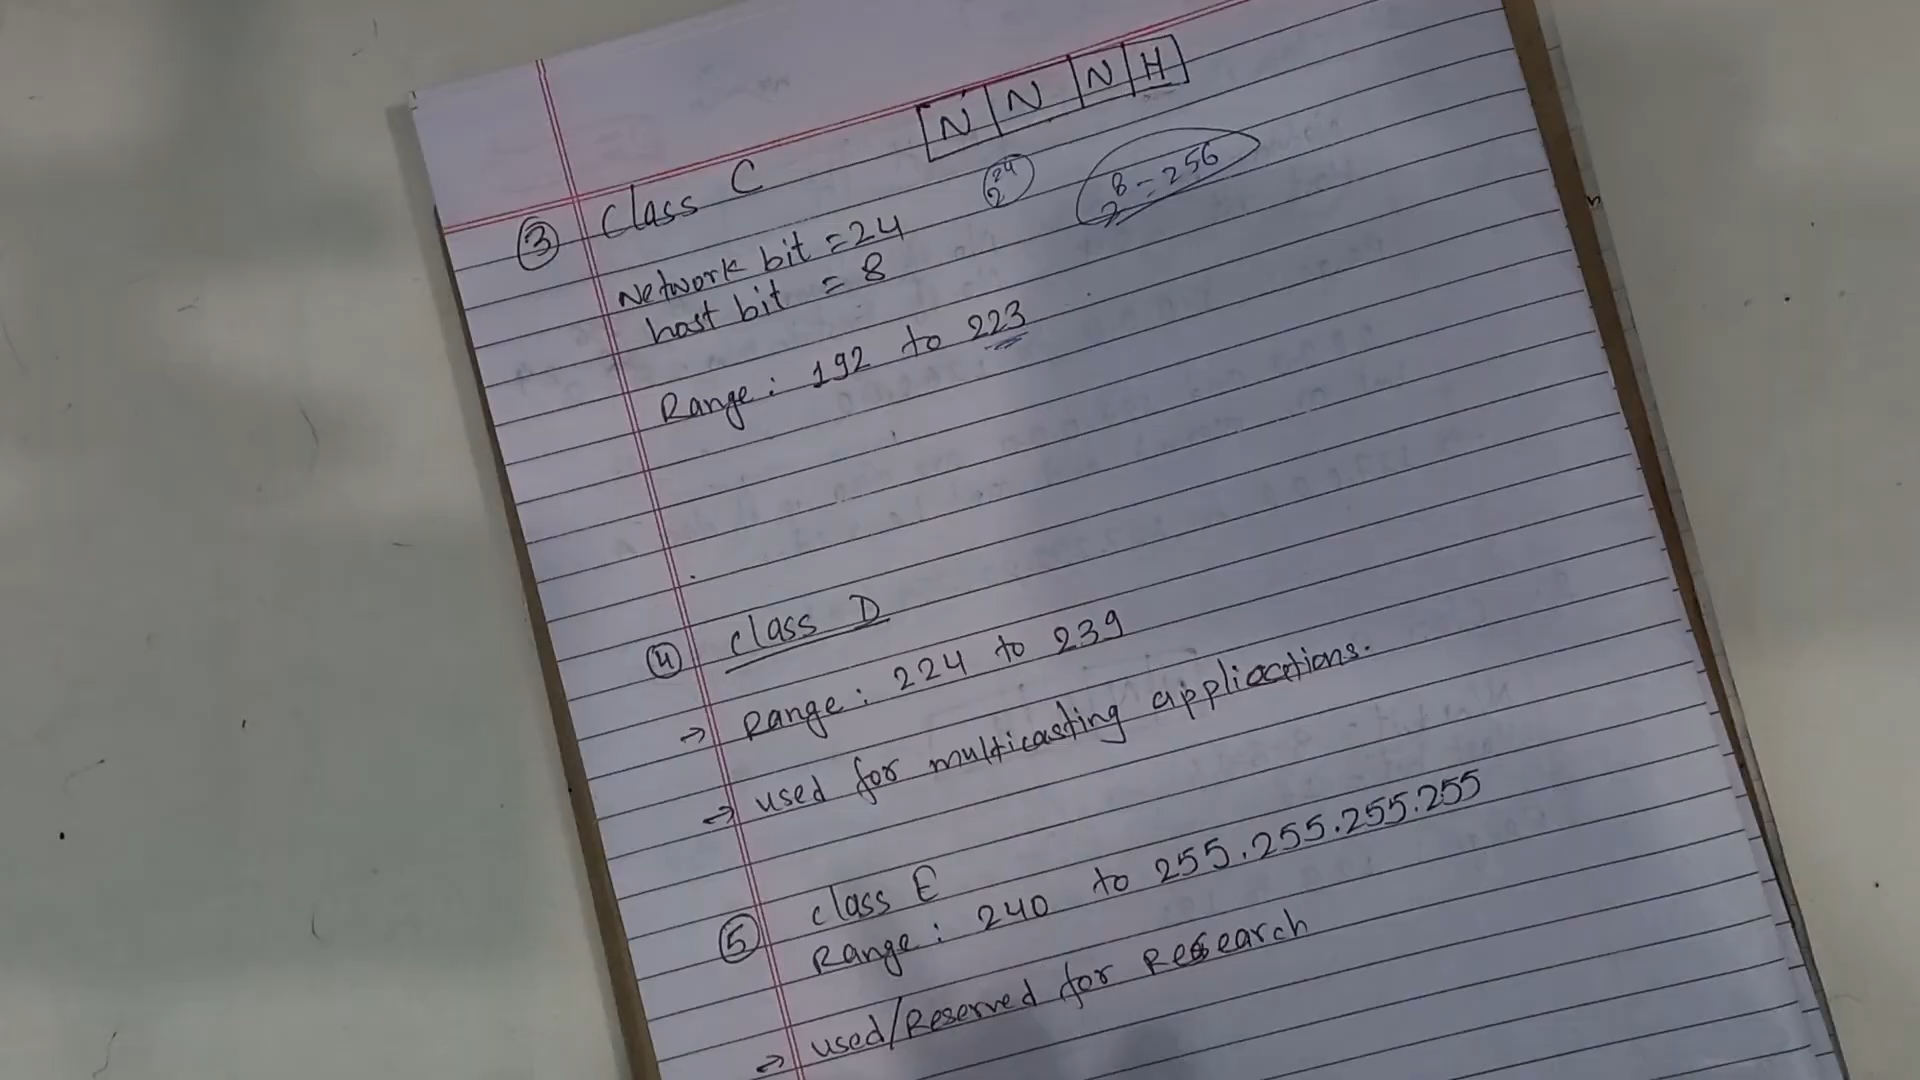 N N N H
③ Class C
2^24 2^8 = 256
Network bit = 24
host bit = 8
Range : 192 to 223
④ class D
→ Range : 224 to 239
→ used for multicasting appliocations.
⑤ class E
Range : 240 to 255.255.255.255
→ used/Reserved for Research